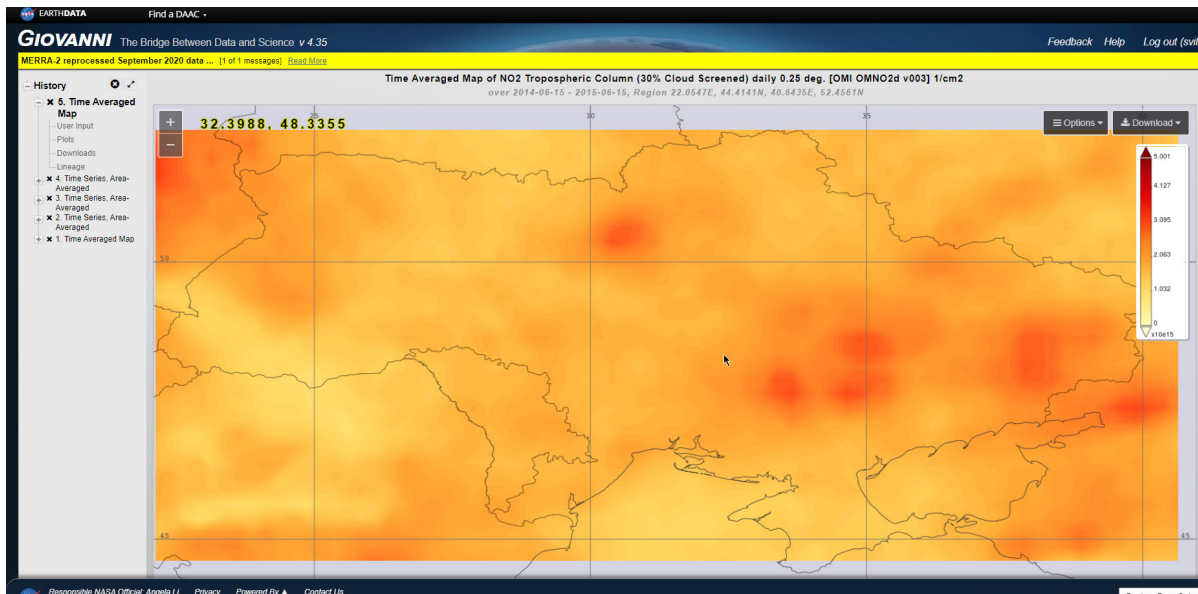 EARTHDATA Find a DAAC
GIOVANNI The Bridge Between Data and Science v 4.35
Feedback Help Log out
MERRA-2 reprocessed September 2020 data ... [1 of 1 messages] Read More
History
5. Time Averaged
Map
User Input
Plots
Downloads
Lineage
4. Time Series, Area-
Averaged
3. Time Series, Area-
Averaged
2. Time Series, Area-
Averaged
1. Time Averaged Map
Time Averaged Map of NO2 Tropospheric Column (30% Cloud Screened) daily 0.25 deg. [OMI OMNO2d v003] 1/cm2
over 2014-06-15 - 2015-06-15, Region 22.0547E, 44.4141N, 40.6435E, 52.4561N
+
−
32.3988, 48.3355
25
30
35
Options
Download
5.001
4.127
3.095
2.063
1.032
0
x10e15
50
45
45
Responsible NASA Official: Angela Li Privacy Powered By Contact Us